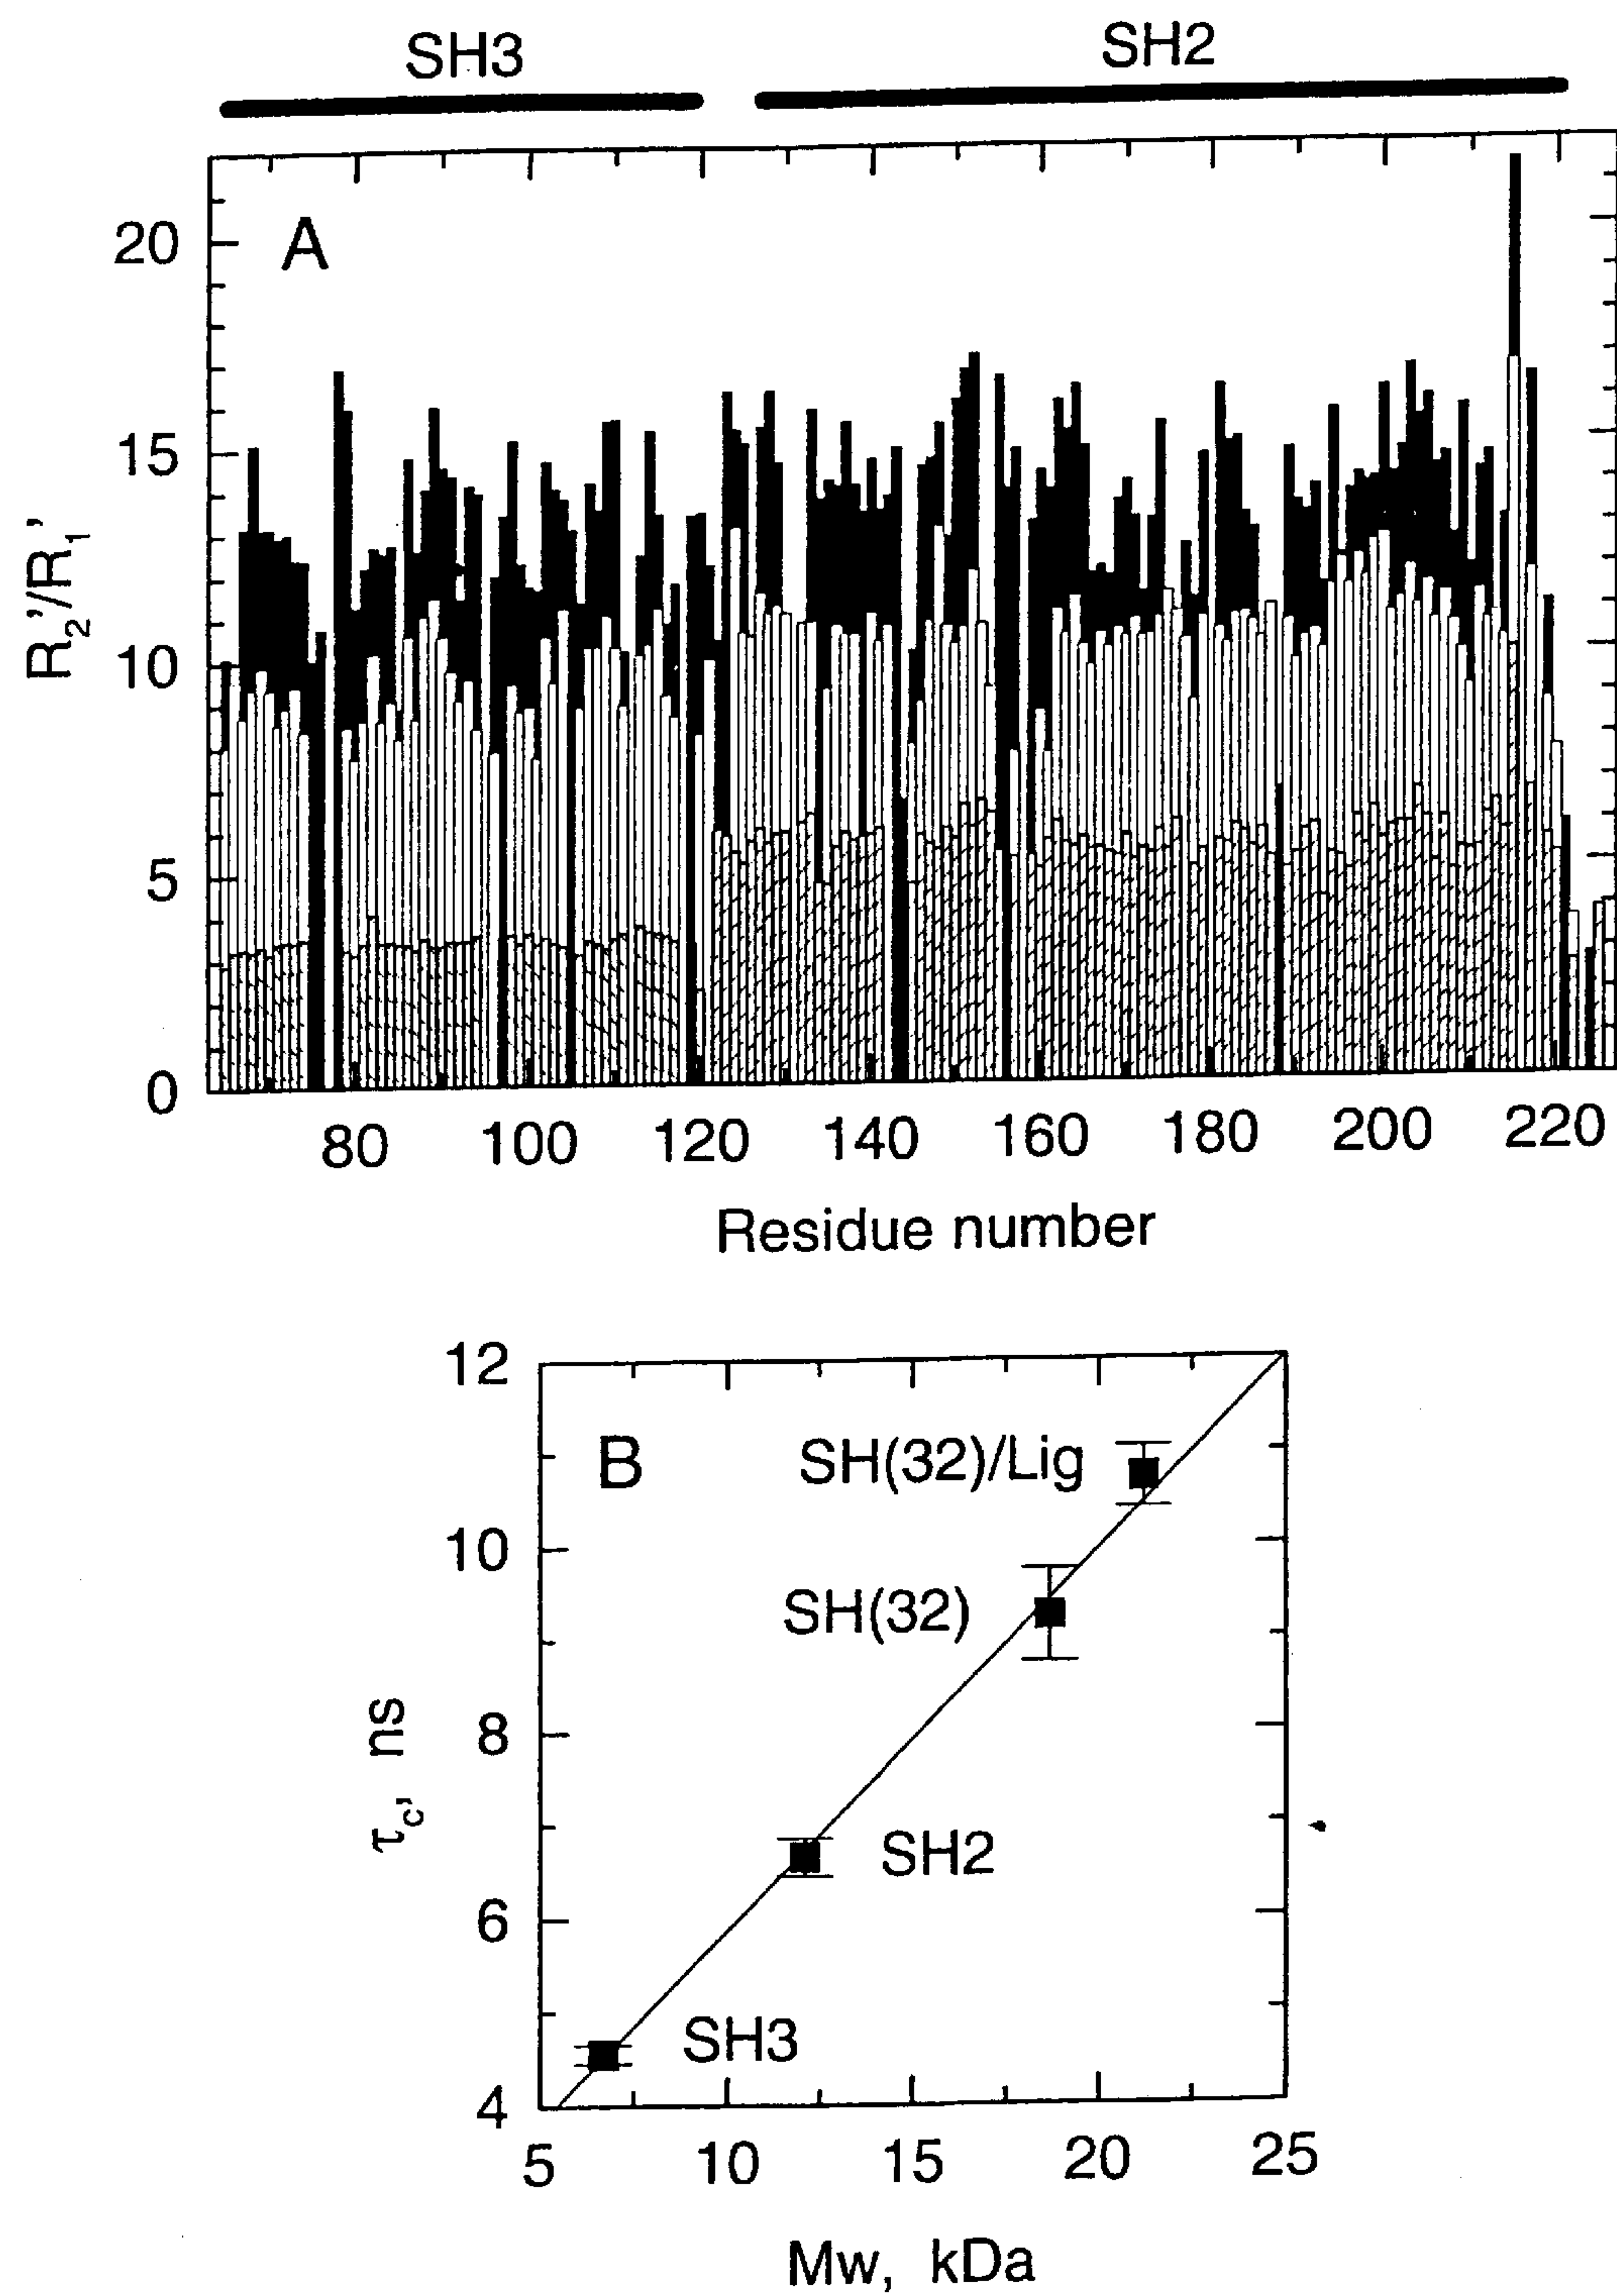 SH3 SH2
A
20
15
10
5
0
R2'/R1'
80 100 120 140 160 180 200 220
Residue number
12
10
8
6
4
B
SH(32)/Lig
SH(32)
SH2
SH3
τc, ns
5 10 15 20 25
Mw, kDa